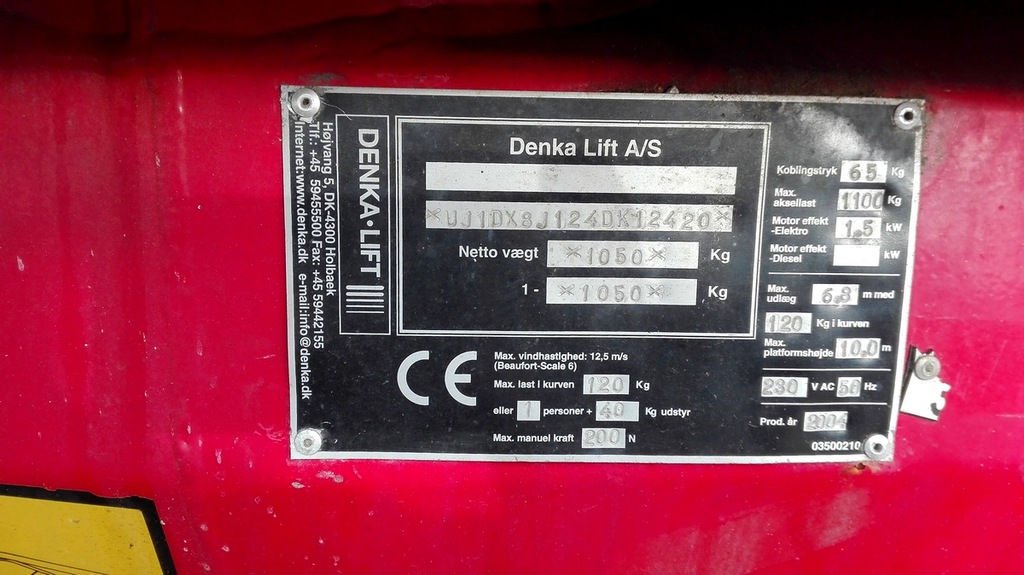 Højvang 5, DK-4300 Holbaek
Tlf.: +45 59455500 Fax: +45 59442155
Internet:www.denka.dk e-mail:info@denka.dk
DENKA•LIFT
Denka Lift A/S
*UJ1DX8J124DK12420*
Netto vægt *1050* Kg
1- *1050* Kg
Max. vindhastighed: 12,5 m/s
(Beaufort-Scale 6)
Max. last i kurven 120 Kg
eller 1 personer + 40 Kg udstyr
Max. manuel kraft 200 N
CE
Koblingstryk 65 Kg
Max.
aksellast 1100 Kg
Motor effekt
-Elektro 1.5 kW
Motor effekt
-Diesel kW
Max.
udlæg 6.8 m med
120 Kg i kurven
Max.
platformshøjde 10.0 m
230 V AC 50 Hz
Prod. år 2004
03500210